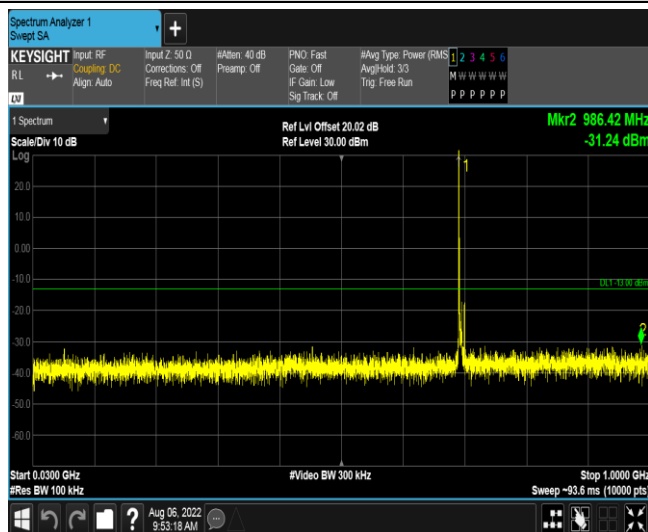 Spectrum Analyzer 1
Swept SA
+
KEYSIGHT Input: RF Input Z: 50 Ω #Atten: 40 dB PNO: Fast #Avg Type: Power (RMS 1 2 3 4 5 6
RL Coupling: DC Corrections: Off Preamp: Off Gate: Off Avg|Hold: 3/3 M W W W W W
Align: Auto Freq Ref: Int (S) IF Gain: Low Trig: Free Run
LXI Sig Track: Off P P P P P P
1 Spectrum Ref Lvl Offset 20.02 dB Mkr2 986.42 MHz
Scale/Div 10 dB Ref Level 30.00 dBm -31.24 dBm
Log
1
20.0
10.0
0.00
DL1 -13.00 dBm
-10.0
-20.0
2
-30.0
-40.0
-50.0
-60.0
Start 0.0300 GHz #Video BW 300 kHz Stop 1.0000 GHz
#Res BW 100 kHz Sweep ~93.6 ms (10000 pts)
? Aug 06, 2022
9:53:18 AM